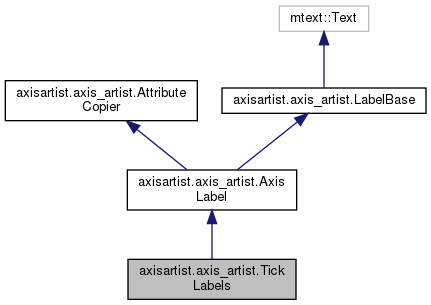 mtext::Text
axisartist.axis_artist.Attribute
Copier
axisartist.axis_artist.LabelBase
axisartist.axis_artist.Axis
Label
axisartist.axis_artist.Tick
Labels